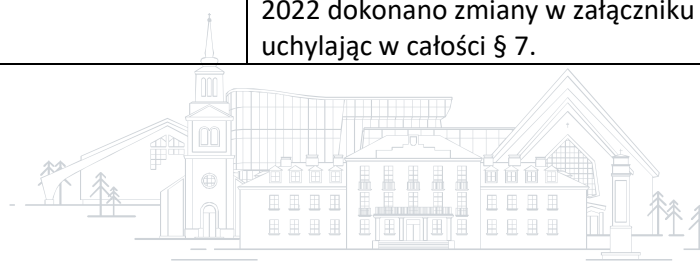 2022 dokonano zmiany w załączniku
uchylając w całości § 7.